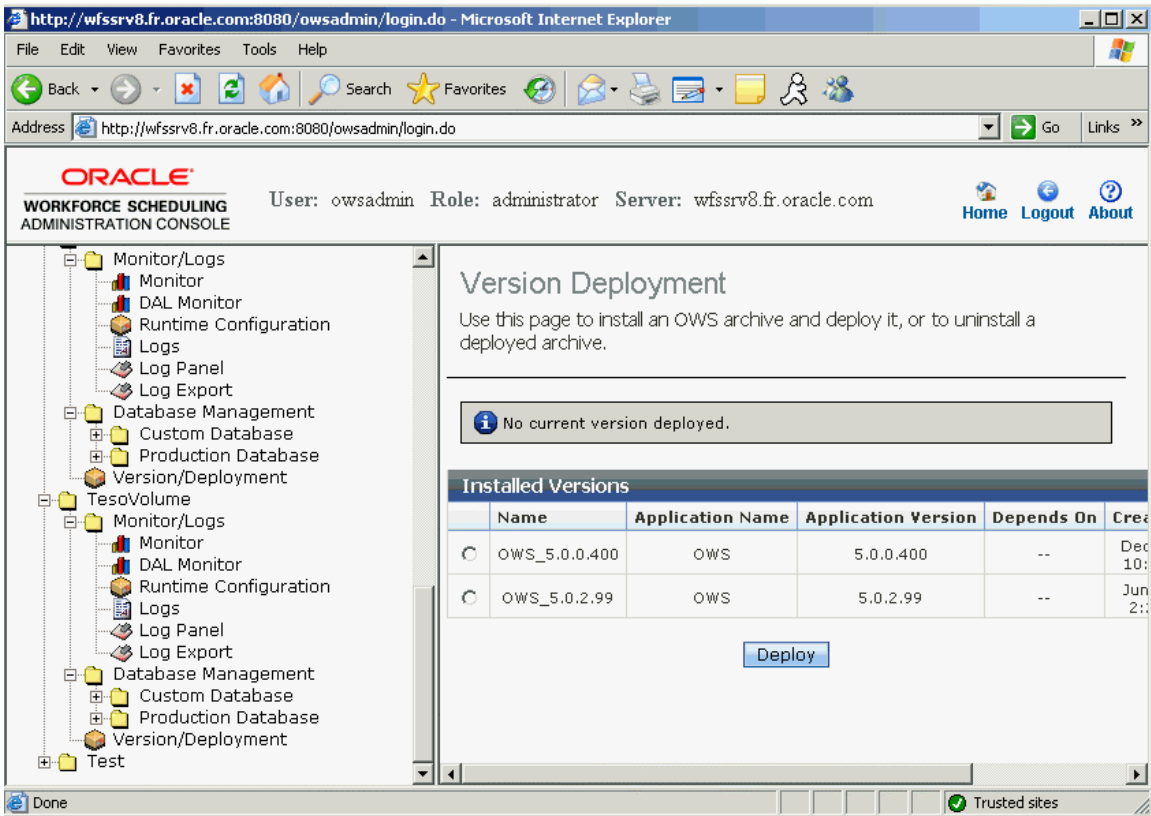 http://wfssrv8.fr.oracle.com:8080/owsadmin/login.do - Microsoft Internet Explorer
File Edit View Favorites Tools Help
Back Search Favorites
Address http://wfssrv8.fr.oracle.com:8080/owsadmin/login.do Go Links »
ORACLE
WORKFORCE SCHEDULING
ADMINISTRATION CONSOLE
User: owsadmin Role: administrator Server: wfssrv8.fr.oracle.com
Home Logout About
Monitor/Logs
Monitor
DAL Monitor
Runtime Configuration
Logs
Log Panel
Log Export
Database Management
Custom Database
Production Database
Version/Deployment
TesoVolume
Monitor/Logs
Monitor
DAL Monitor
Runtime Configuration
Logs
Log Panel
Log Export
Database Management
Custom Database
Production Database
Version/Deployment
Test
Version Deployment
Use this page to install an OWS archive and deploy it, or to uninstall a
deployed archive.
No current version deployed.
Installed Versions
Name Application Name Application Version Depends On
OWS_5.0.0.400 OWS 5.0.0.400 -- Dec
10:
OWS_5.0.2.99 OWS 5.0.2.99 -- Jun
Deploy
Done Trusted sites